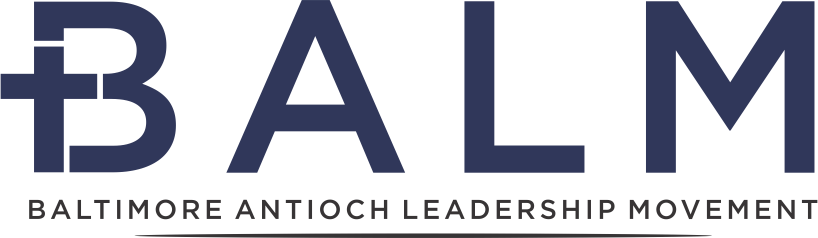 BALM
BALTIMORE ANTIOCH LEADERSHIP MOVEMENT